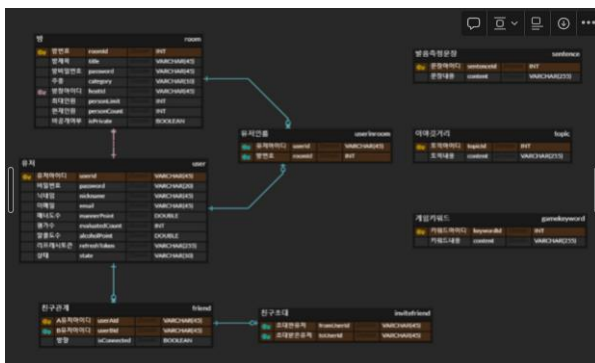 방 room
방번호 roomId INT
방제목 title VARCHAR(45)
방비밀번호 password VARCHAR(45)
주종 category VARCHAR(10)
방장아이디 hostId VARCHAR(45)
최대인원 personLimit INT
현재인원 personCount INT
비공개여부 isPrivate BOOLEAN
발음측정문장 sentence
문장아이디 sentenceId INT
문장내용 content VARCHAR(255)
유저인룸 userInroom
유저아이디 userId VARCHAR(45)
방번호 roomId INT
이야깃거리 topic
토픽아이디 topicId INT
토픽내용 content VARCHAR(255)
유저 user
유저아이디 userId VARCHAR(45)
비밀번호 password VARCHAR(20)
닉네임 nickname VARCHAR(45)
이메일 email VARCHAR(45)
매너도수 mannerPoint DOUBLE
평가수 evaluatedCount INT
알콜도수 alcoholPoint DOUBLE
리프레시토큰 refreshToken VARCHAR(255)
상태 state VARCHAR(30)
게임키워드 gamekeyword
키워드아이디 keywordId INT
키워드내용 content VARCHAR(255)
친구관계 friend
A유저아이디 userAId VARCHAR(45)
B유저아이디 userBId VARCHAR(45)
isConnected BOOLEAN
친구초대 invitefriend
초대한유저 fromUserId VARCHAR(45)
초대받은유저 toUserId VARCHAR(45)